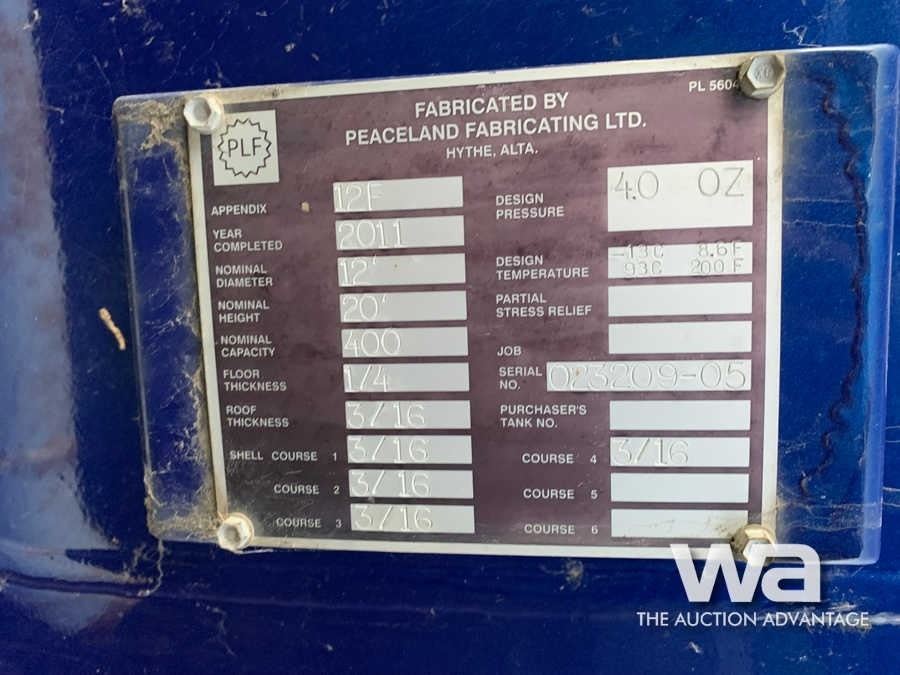 PL 5604
FABRICATED BY
PEACELAND FABRICATING LTD.
HYTHE, ALTA.
PLF
APPENDIX 12F
YEAR
COMPLETED 2011
NOMINAL
DIAMETER 12'
NOMINAL
HEIGHT 20'
NOMINAL
CAPACITY 400
FLOOR
THICKNESS 1/4
ROOF
THICKNESS 3/16
SHELL COURSE 1 3/16
COURSE 2 3/16
COURSE 3 3/16
DESIGN
PRESSURE 4.0 OZ
DESIGN
TEMPERATURE
-13C 8.6F
93C 200F
PARTIAL
STRESS RELIEF
JOB
SERIAL
NO. 023209-05
PURCHASER'S
TANK NO.
COURSE 4 3/16
COURSE 5
COURSE 6
wa
THE AUCTION ADVANTAGE